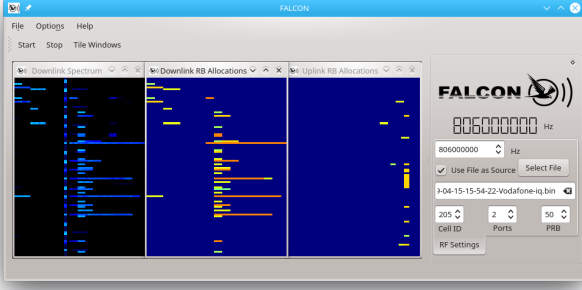 FALCON
File Options Help
Start Stop Tile Windows
Downlink Spectrum
Downlink RB Allocations
Uplink RB Allocations
FALCON
806000000 Hz
806000000 Hz
Use File as Source Select File
)-04-15-15-54-22-Vodafone-iq.bin
205 2 50
Cell ID Ports PRB
RF Settings